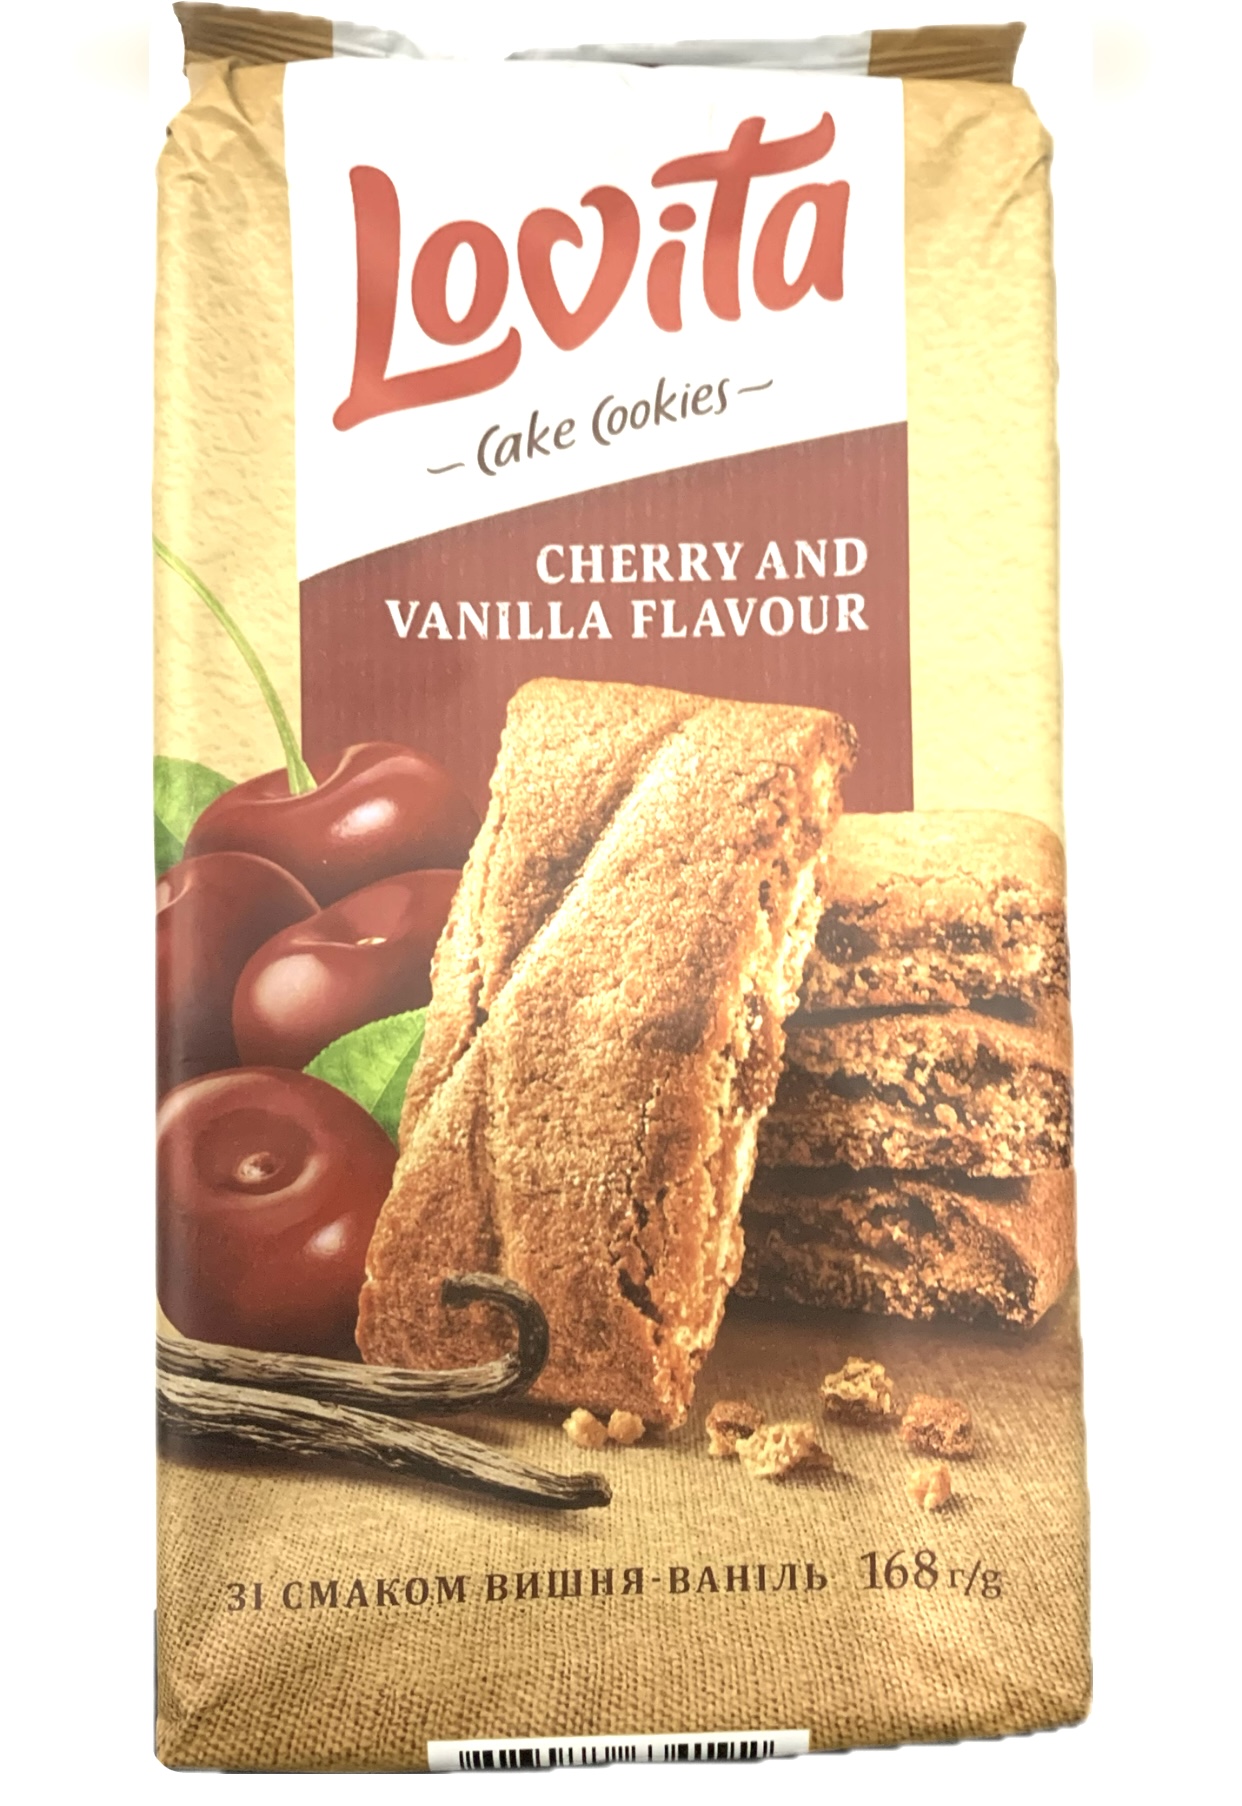 Lovita
Cake Cookies
CHERRY AND
VANILLA FLAVOUR
ЗІ СМАКОМ ВИШНЯ-ВАНІЛЬ 168 г/g